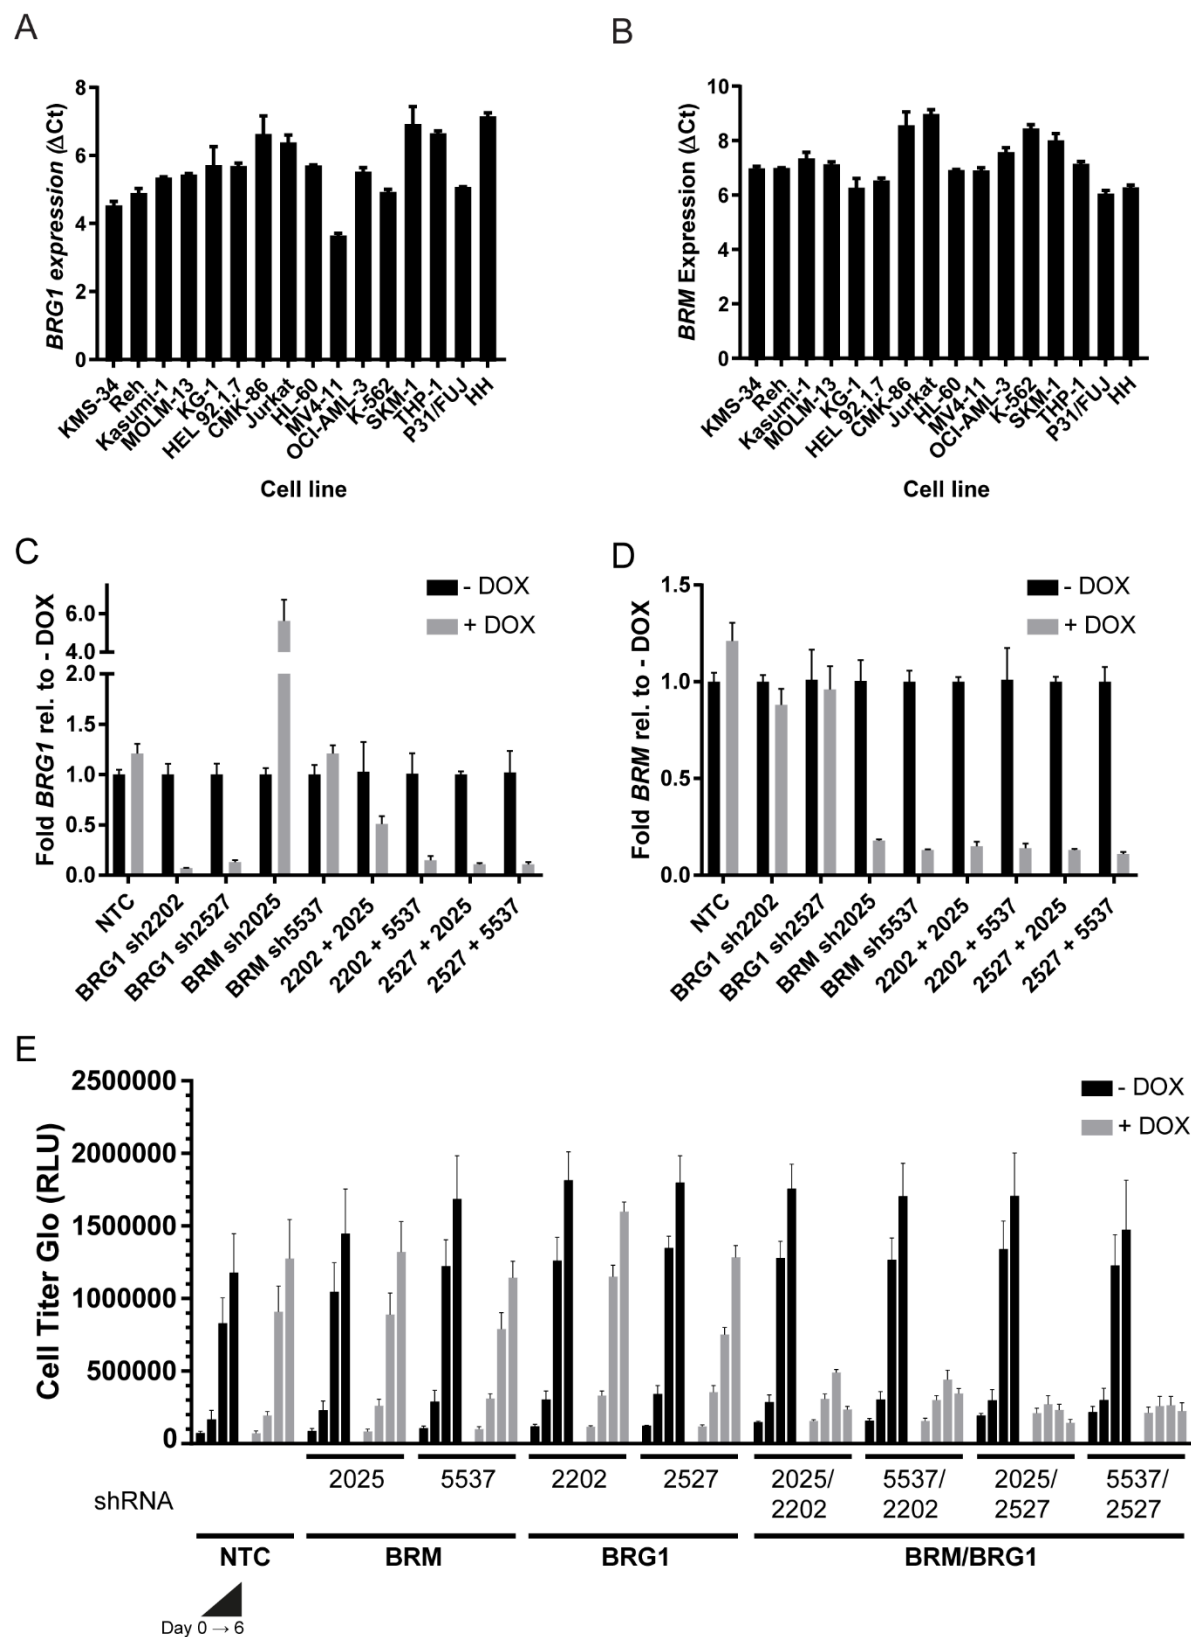 A
BRG1 expression (ΔCt)
8
6
4
2
0
KMS-34
Reh
Kasumi-1
MOLM-13
KG-1
HEL 92,1,7
CMK-86
Jurkat
HL-60
MV4-11
OCI-AML-3
K-562
SKM-1
THP-1
P31/FUJ
HH
Cell line
B
BRM Expression (ΔCt)
10
8
6
4
2
0
KMS-34
Reh
Kasumi-1
MOLM-13
KG-1
HEL 92,1,7
CMK-86
Jurkat
HL-60
MV4-11
OCI-AML-3
K-562
SKM-1
THP-1
P31/FUJ
HH
Cell line
C
Fold BRG1 rel. to - DOX
6.0
4.0
2.0
1.5
1.0
0.5
0.0
- DOX
+ DOX
NTC
BRG1 sh2202
BRG1 sh2527
BRM sh2025
BRM sh5537
2202 + 2025
2202 + 5537
2527 + 2025
2527 + 5537
D
Fold BRM rel. to - DOX
1.5
1.0
0.5
0.0
- DOX
+ DOX
NTC
BRG1 sh2202
BRG1 sh2527
BRM sh2025
BRM sh5537
2202 + 2025
2202 + 5537
2527 + 2025
2527 + 5537
E
Cell Titer Glo (RLU)
2500000
2000000
1500000
1000000
500000
0
- DOX
+ DOX
shRNA
2025
5537
2202
2527
2025/
2202
5537/
2202
2025/
2527
5537/
2527
NTC
BRM
BRG1
BRM/BRG1
Day 0 → 6